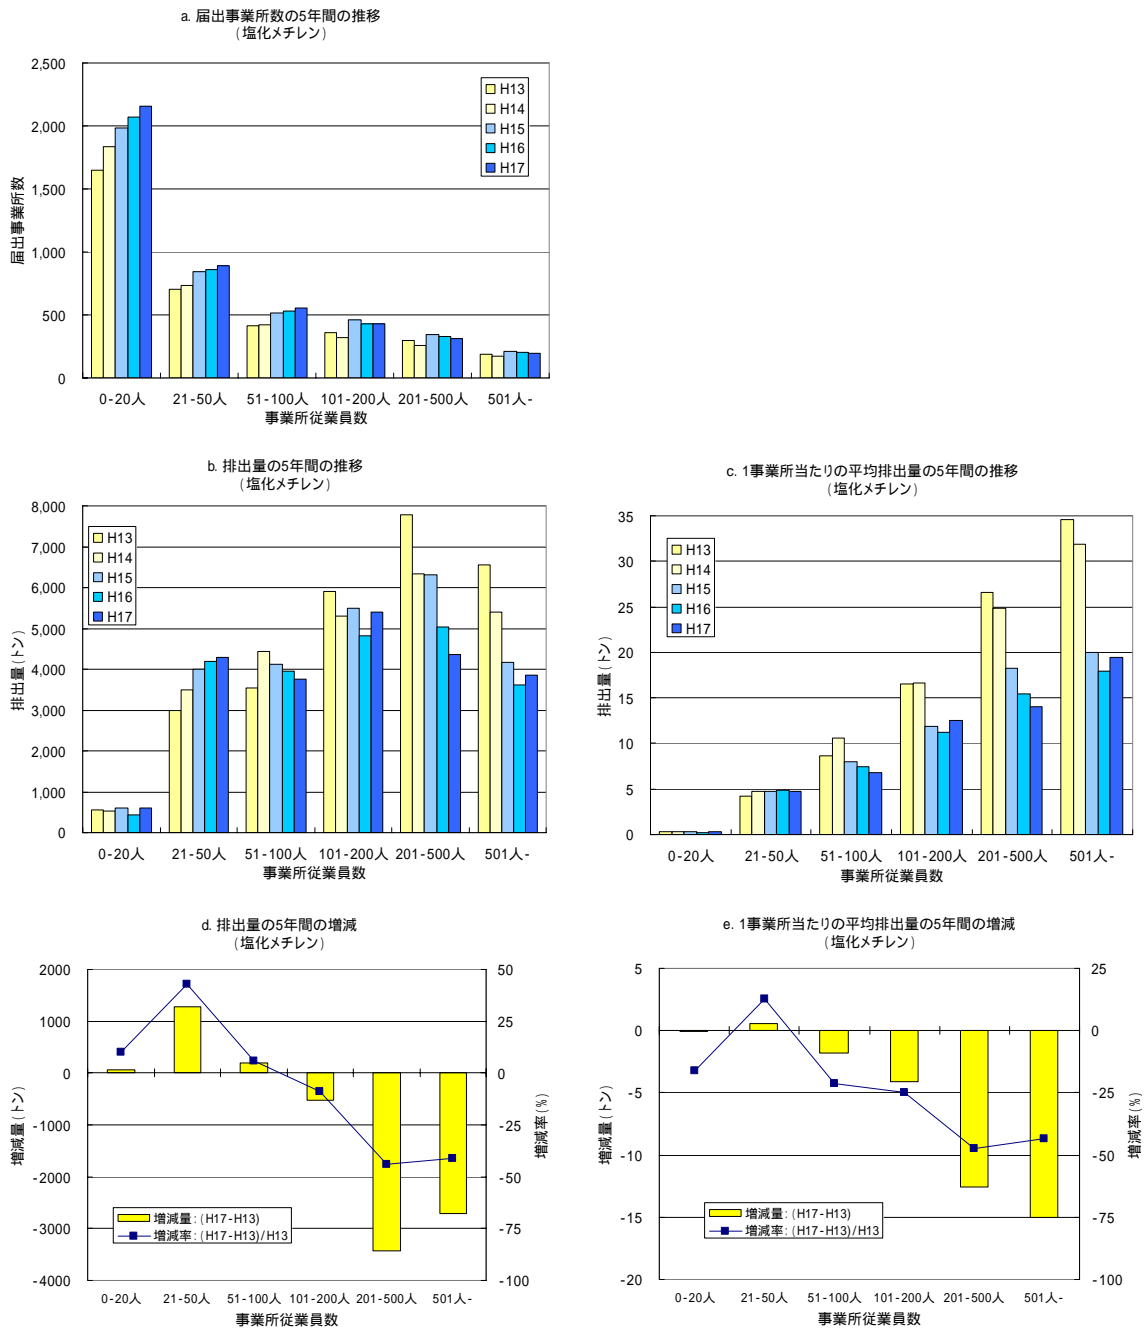 a. 届出事業所数の5年間の推移
(塩化メチレン)
2,500
2,000
1,500
1,000
500
0
届出事業所数
H13
H14
H15
H16
H17
0-20人 21-50人 51-100人 101-200人 201-500人 501人-
事業所従業員数
b. 排出量の5年間の推移
(塩化メチレン)
8,000
7,000
6,000
5,000
4,000
3,000
2,000
1,000
0
排出量(トン)
H13
H14
H15
H16
H17
0-20人 21-50人 51-100人 101-200人 201-500人 501人-
事業所従業員数
c. 1事業所当たりの平均排出量の5年間の推移
(塩化メチレン)
35
30
25
20
15
10
5
0
排出量(トン)
H13
H14
H15
H16
H17
0-20人 21-50人 51-100人 101-200人 201-500人 501人-
事業所従業員数
d. 排出量の5年間の増減
(塩化メチレン)
2000
1000
0
-1000
-2000
-3000
-4000
増減量(トン)
50
25
0
-25
-50
-75
-100
増減率(%)
増減量:(H17-H13)
増減率:(H17-H13)/H13
0-20人 21-50人 51-100人 101-200人 201-500人 501人-
事業所従業員数
e. 1事業所当たりの平均排出量の5年間の増減
(塩化メチレン)
5
0
-5
-10
-15
-20
増減量(トン)
25
0
-25
-50
-75
-100
増減率(%)
増減量:(H17-H13)
増減率:(H17-H13)/H13
0-20人 21-50人 51-100人 101-200人 201-500人 501人-
事業所従業員数